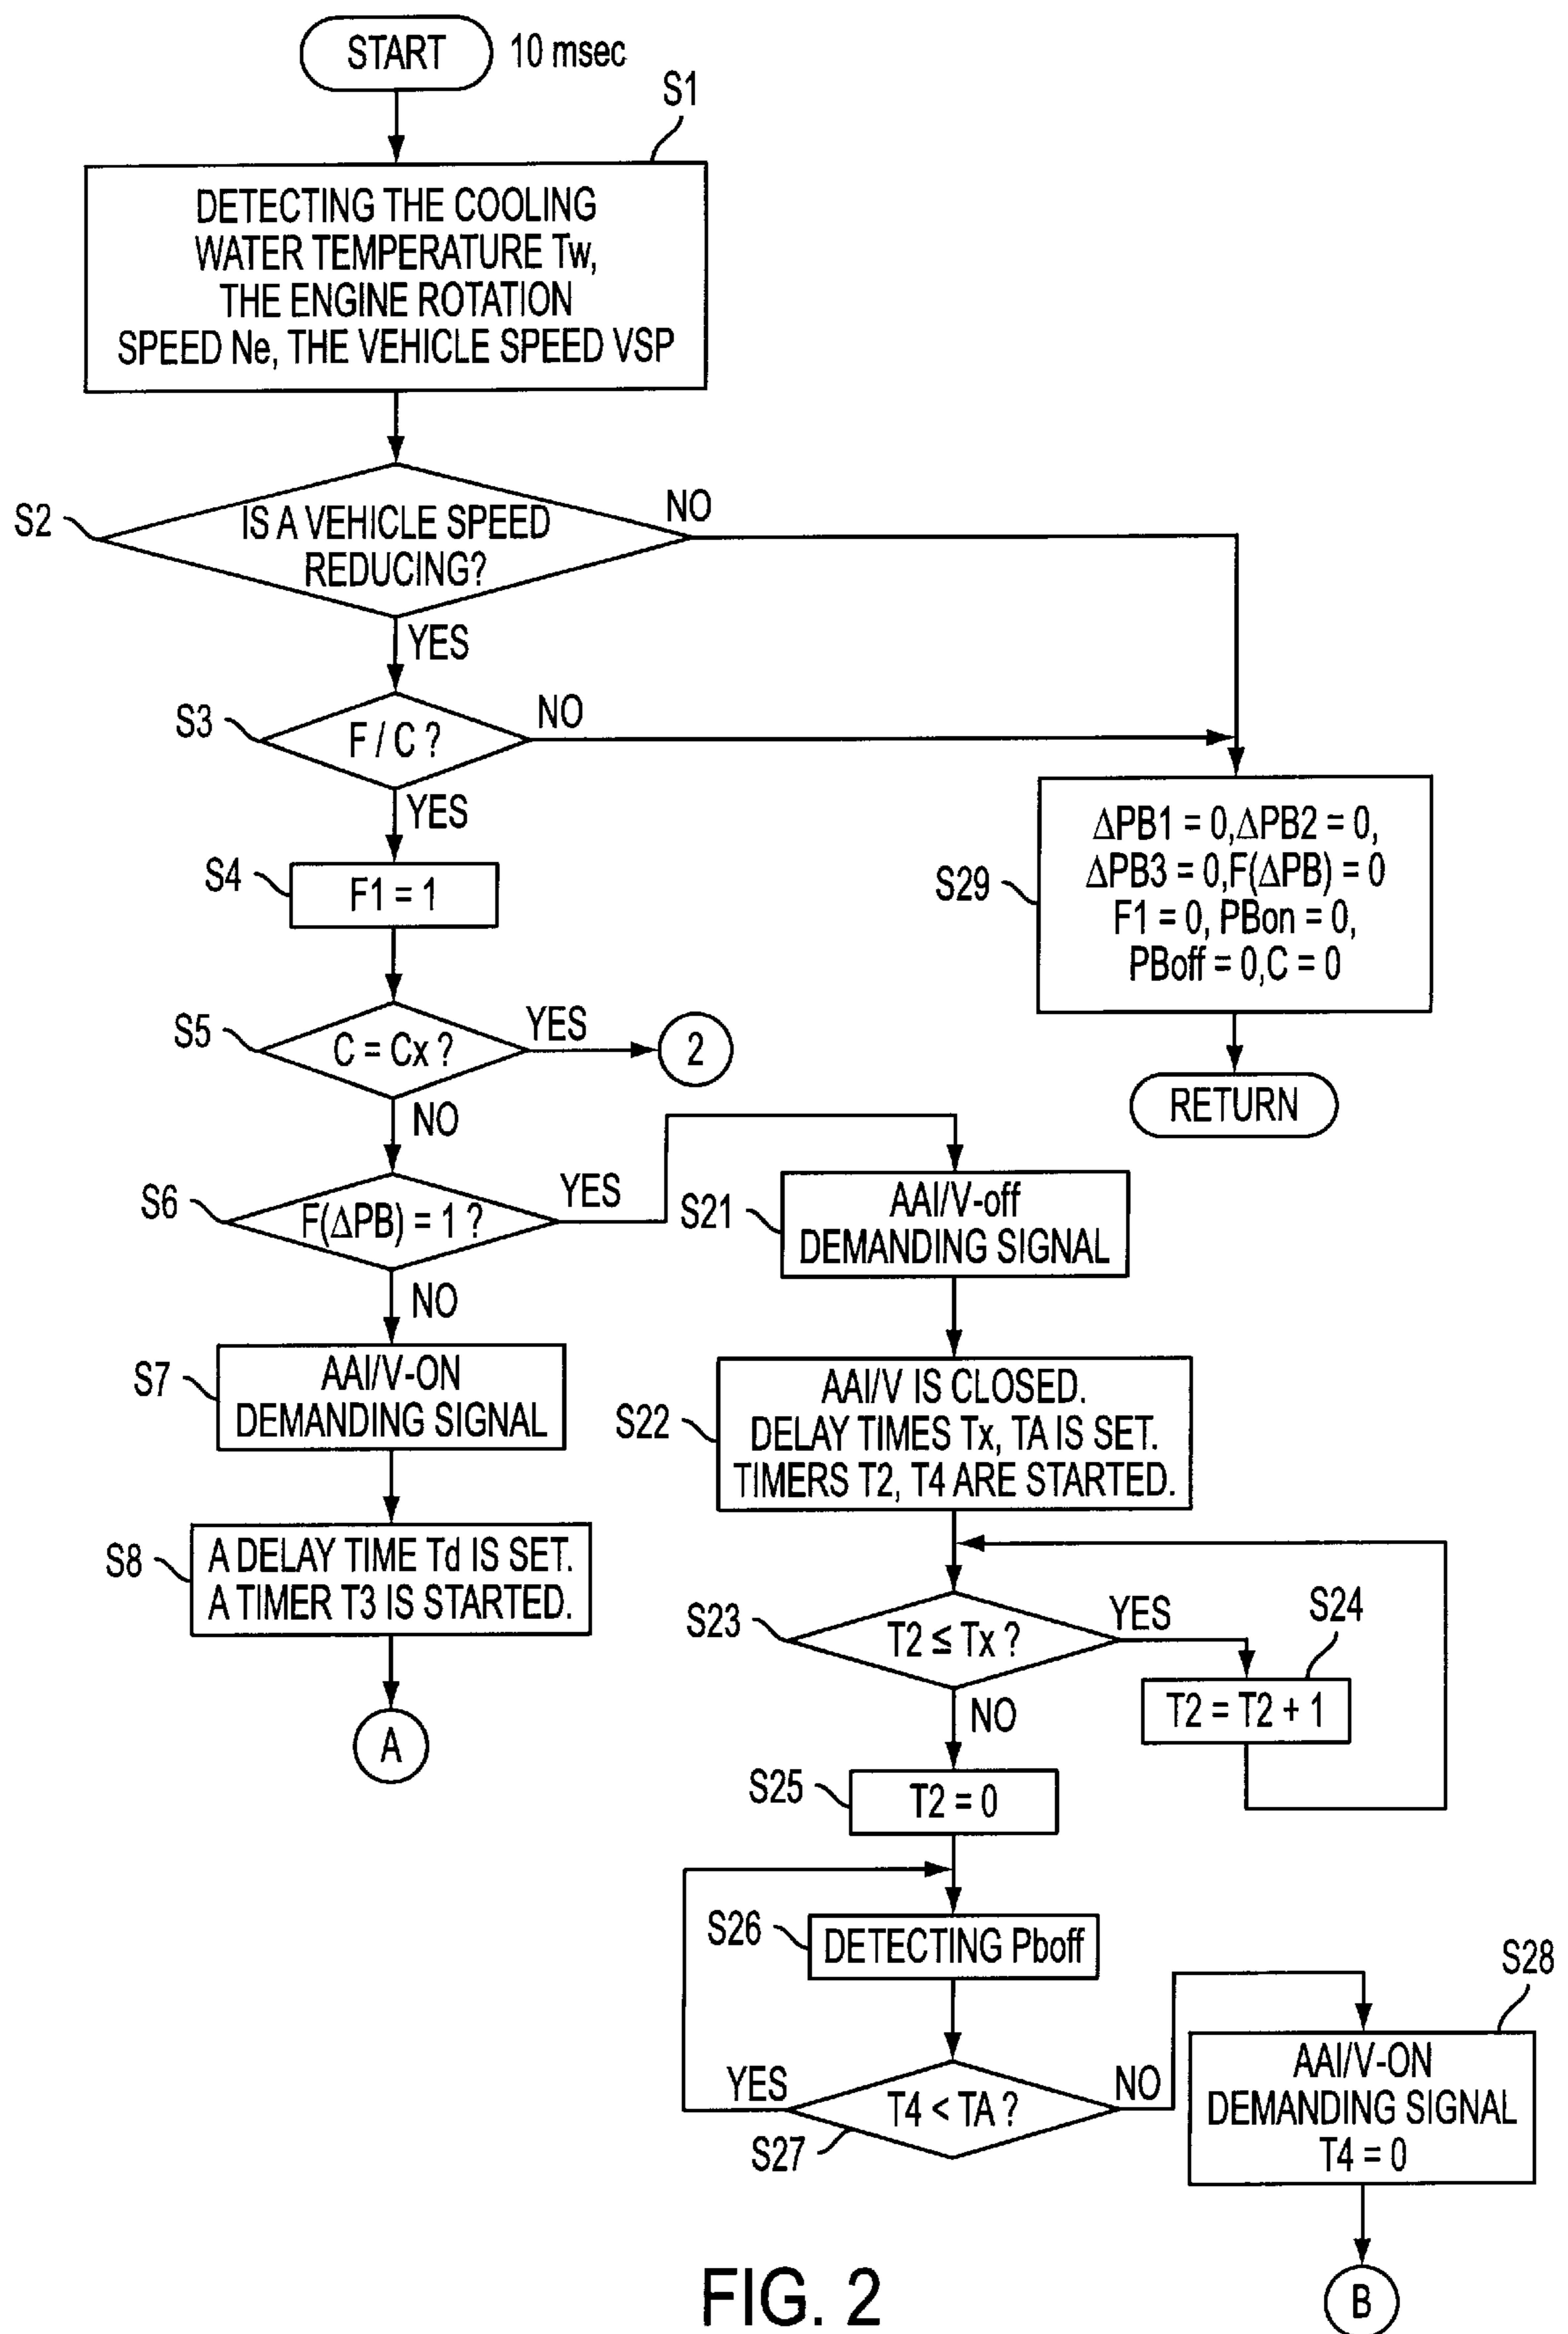 START
10 msec
S1
DETECTING THE COOLING
WATER TEMPERATURE Tw,
THE ENGINE ROTATION
SPEED Ne, THE VEHICLE SPEED VSP
S2
IS A VEHICLE SPEED
REDUCING?
NO
YES
S3
F / C ?
NO
YES
S4
F1 = 1
S29
ΔPB1 = 0,ΔPB2 = 0,
ΔPB3 = 0,F(ΔPB) = 0
F1 = 0, PBon = 0,
PBoff = 0,C = 0
RETURN
S5
C = Cx ?
YES
2
NO
S6
F(ΔPB) = 1 ?
YES
NO
S21
AAI/V-off
DEMANDING SIGNAL
S7
AAI/V-ON
DEMANDING SIGNAL
S22
AAI/V IS CLOSED.
DELAY TIMES Tx, TA IS SET.
TIMERS T2, T4 ARE STARTED.
S8
A DELAY TIME Td IS SET.
A TIMER T3 IS STARTED.
A
S23
T2 ≤ Tx ?
YES
S24
T2 = T2 + 1
NO
S25
T2 = 0
S26
DETECTING Pboff
S27
T4 < TA ?
YES
NO
S28
AAI/V-ON
DEMANDING SIGNAL
T4 = 0
B
FIG. 2